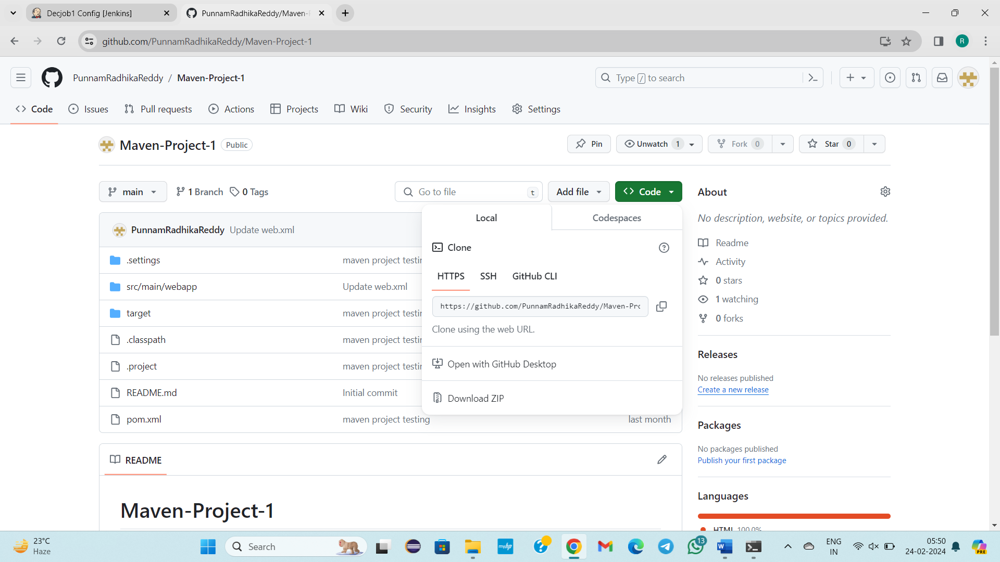 Decjob1 Config [Jenkins]
PunnamRadhikaReddy/Maven-
github.com/PunnamRadhikaReddy/Maven-Project-1
R
PunnamRadhikaReddy / Maven-Project-1
Type / to search
Code Issues Pull requests Actions Projects Wiki Security Insights Settings
Maven-Project-1 Public
Pin Unwatch 1 Fork 0 Star 0
main 1 Branch 0 Tags
Go to file t Add file Code
Local Codespaces
Clone
HTTPS SSH GitHub CLI
https://github.com/PunnamRadhikaReddy/Maven-Pro
Clone using the web URL.
Open with GitHub Desktop
Download ZIP
PunnamRadhikaReddy Update web.xml
.settings maven project testin
src/main/webapp Update web.xml
target maven project testin
.classpath maven project testin
.project maven project testin
README.md Initial commit
pom.xml maven project testing last month
README
Maven-Project-1
About
No description, website, or topics provided.
Readme
Activity
0 stars
1 watching
0 forks
Releases
No releases published
Create a new release
Packages
No packages published
Publish your first package
Languages
HTML 100.0%
23°C
Haze
Search
myhp
13
W
ENG
IN
05:50
24-02-2024
PRE